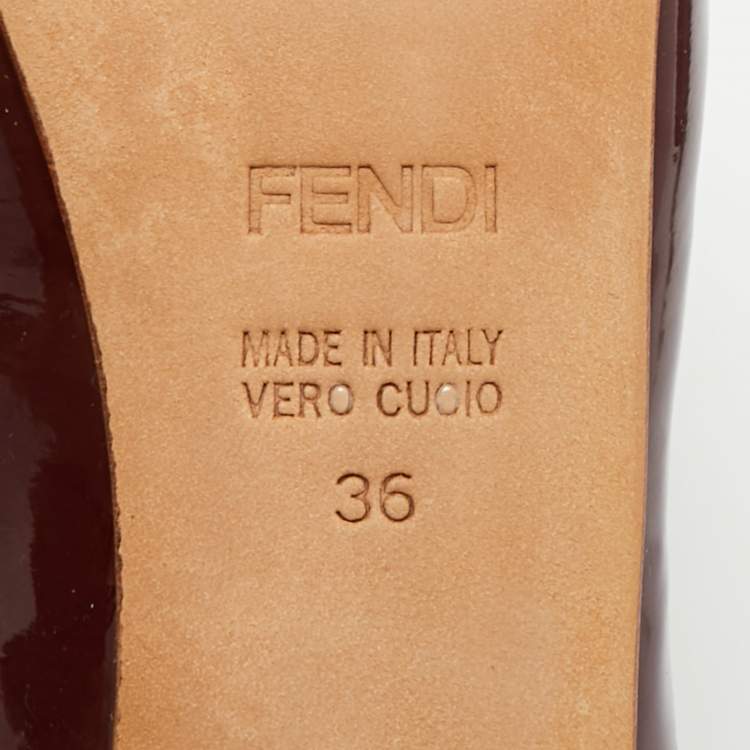 FENDI
MADE IN ITALY
VERO CUOIO
36